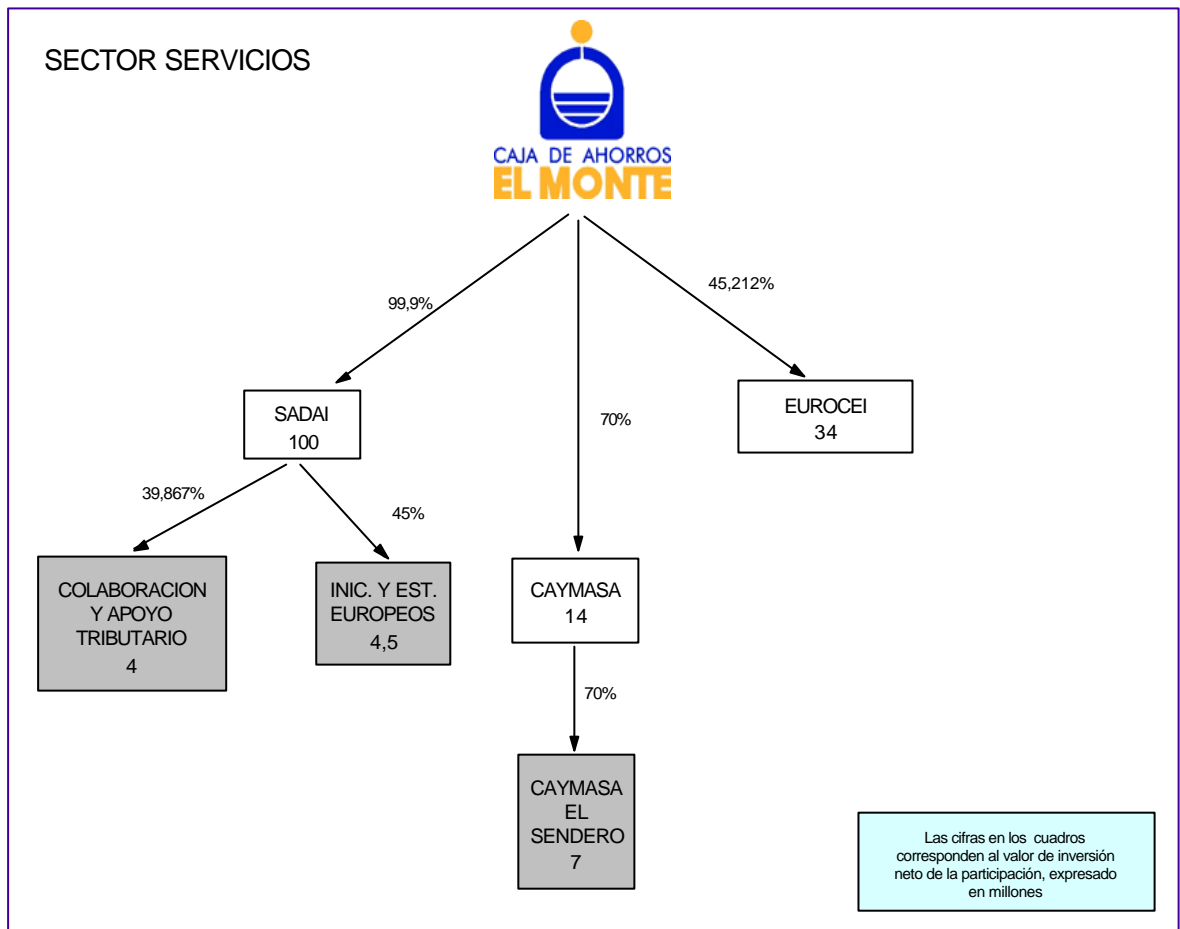 SECTOR SERVICIOS
CAJA DE AHORROS
EL MONTE
99,9%
45,212%
70%
SADAI
100
EUROCEI
34
39,867%
45%
COLABORACION
Y APOYO
TRIBUTARIO
4
INIC. Y EST.
EUROPEOS
4,5
CAYMASA
14
70%
CAYMASA
EL
SENDERO
7
Las cifras en los cuadros
corresponden al valor de inversión
neto de la participación, expresado
en millones